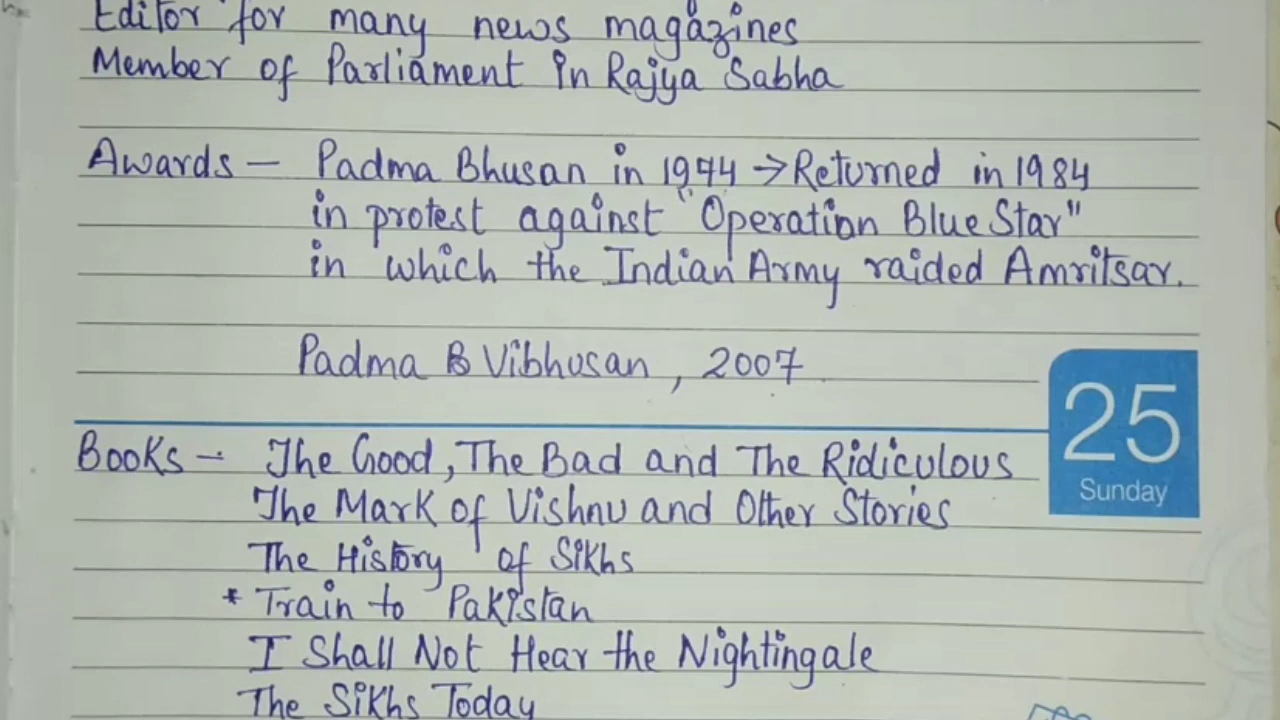 Editor for many news magazines
Member of Parliament in Rajya Sabha
Awards – Padma Bhusan in 1974 → Returned in 1984
in protest against "Operation Blue Star"
in which the Indian Army raided Amritsar.
Padma B Vibhusan, 2007
25
Sunday
Books – The Good, The Bad and The Ridiculous
The Mark of Vishnu and Other Stories
The History of Sikhs
* Train to Pakistan
I Shall Not Hear the Nightingale
The Sikhs Today